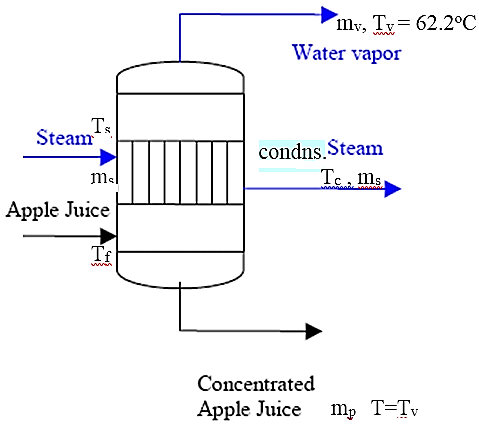 mv, Tv = 62.2°C
Water vapor
Ts
Steam
condns. Steam
ms
Tc , ms
Apple Juice
Tf
Concentrated
Apple Juice mp T=Tv